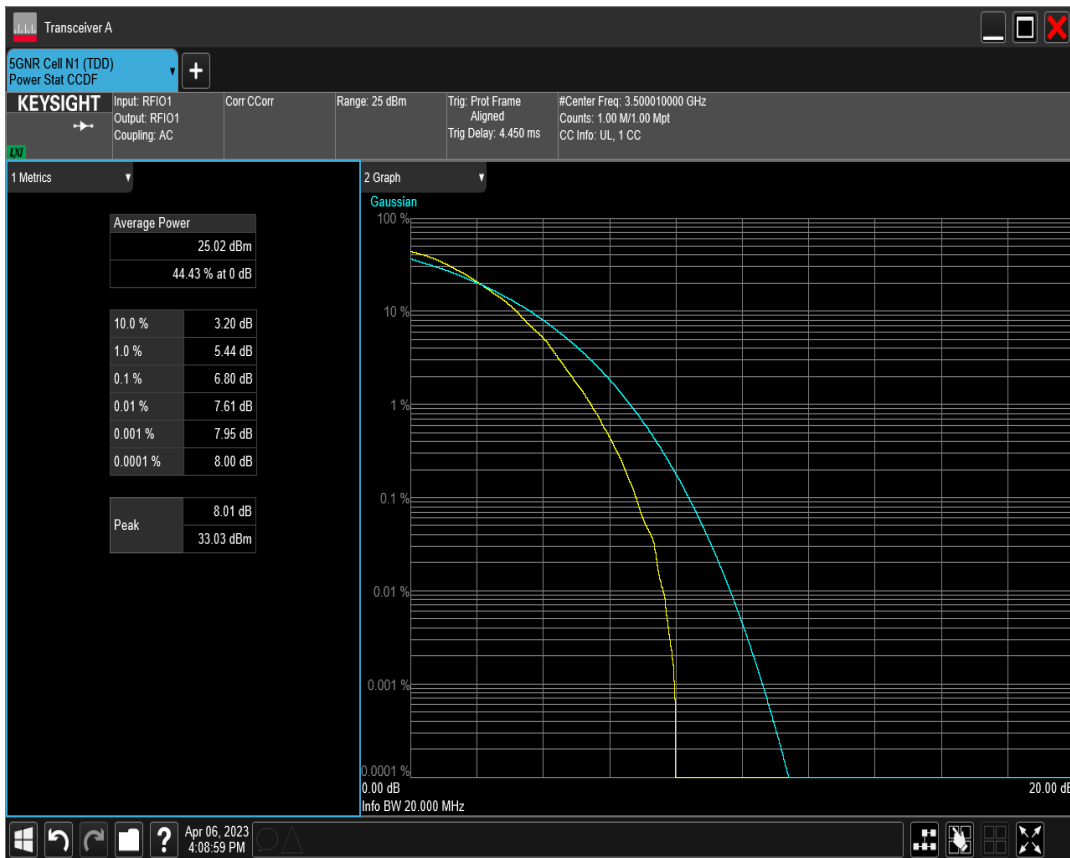 Transceiver A
5GNR Cell N1 (TDD)
Power Stat CCDF
KEYSIGHT
LXI
Input: RFIO1
Output: RFIO1
Coupling: AC
Corr CCorr
Range: 25 dBm
Trig: Prot Frame
Aligned
Trig Delay: 4.450 ms
#Center Freq: 3.500010000 GHz
Counts: 1.00 M/1.00 Mpt
CC Info: UL, 1 CC
1 Metrics
Average Power
25.02 dBm
44.43 % at 0 dB
10.0 % 3.20 dB
1.0 % 5.44 dB
0.1 % 6.80 dB
0.01 % 7.61 dB
0.001 % 7.95 dB
0.0001 % 8.00 dB
Peak
8.01 dB
33.03 dBm
2 Graph
Gaussian
100 %
10 %
1 %
0.1 %
0.01 %
0.001 %
0.0001 %
0.00 dB 20.00 dB
Info BW 20.000 MHz
? Apr 06, 2023
4:08:59 PM